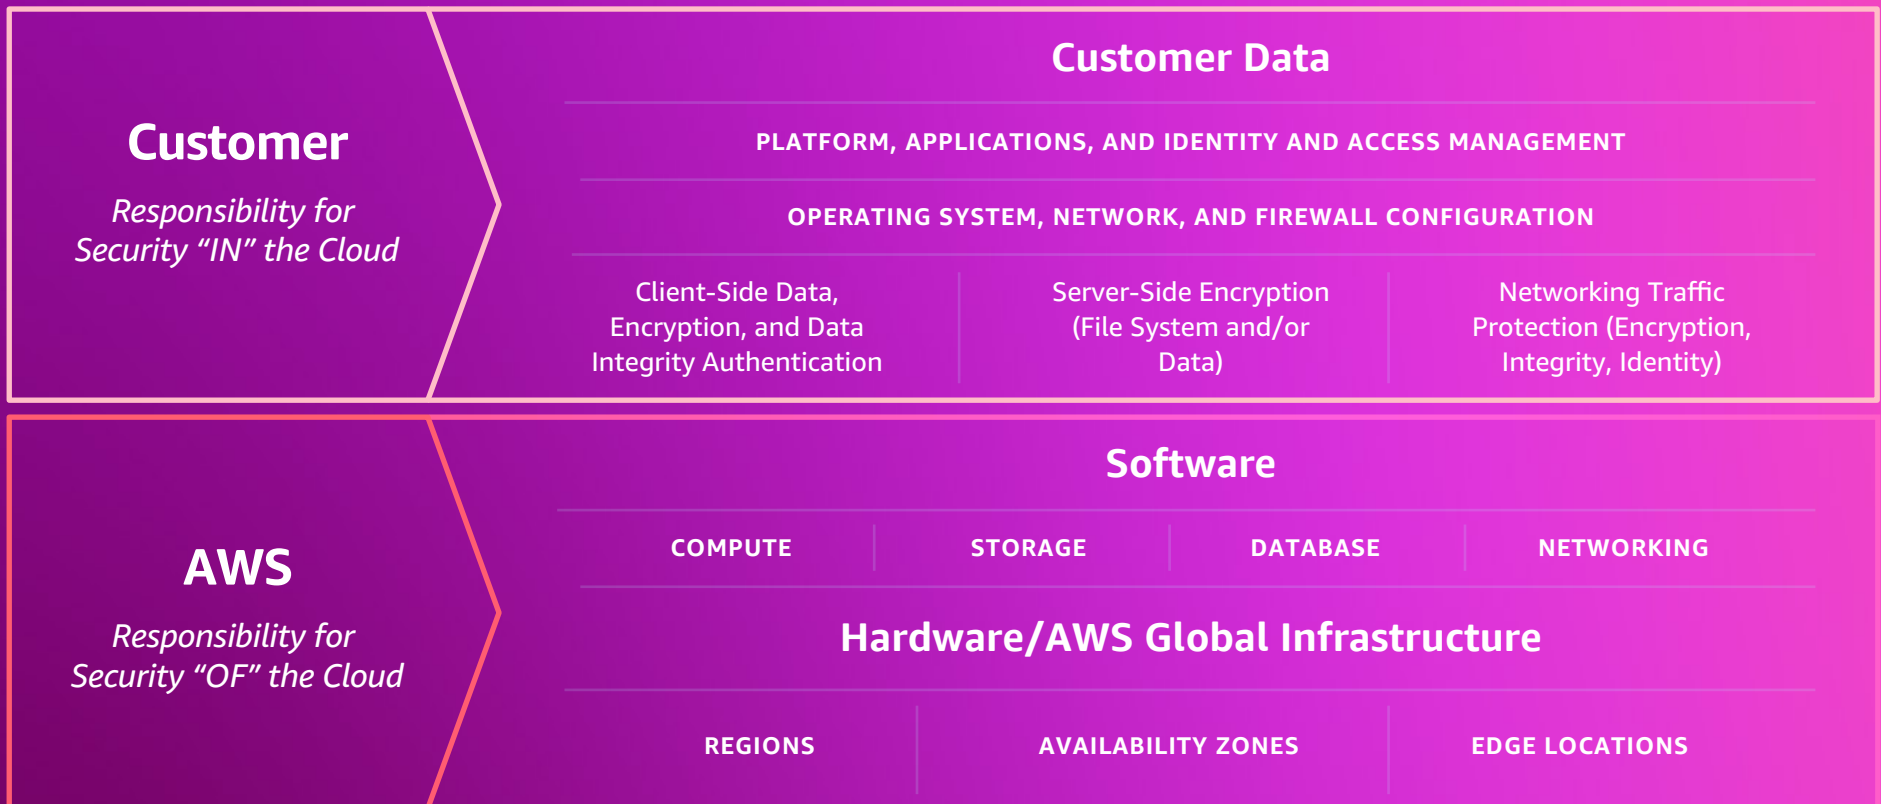 Customer
Responsibility for
Security “IN” the Cloud
Customer Data
PLATFORM, APPLICATIONS, AND IDENTITY AND ACCESS MANAGEMENT
OPERATING SYSTEM, NETWORK, AND FIREWALL CONFIGURATION
Client-Side Data,
Encryption, and Data
Integrity Authentication
Server-Side Encryption
(File System and/or
Data)
Networking Traffic
Protection (Encryption,
Integrity, Identity)
AWS
Responsibility for
Security “OF” the Cloud
Software
COMPUTE
STORAGE
DATABASE
NETWORKING
Hardware/AWS Global Infrastructure
REGIONS
AVAILABILITY ZONES
EDGE LOCATIONS